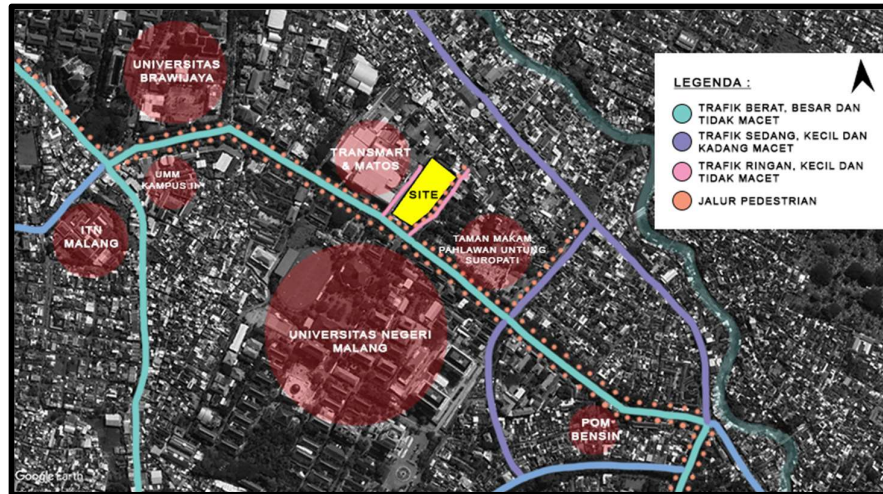 UNIVERSITAS
BRAWIJAYA
TRANSMART
& MATOS
UMM
KAMPUS II
SITE
ITN
MALANG
TAMAN MAKAM
PAHLAWAN UNTUNG
SUROPATI
UNIVERSITAS NEGERI
MALANG
POM
BENSIN
LEGENDA :
TRAFIK BERAT, BESAR DAN
TIDAK MACET
TRAFIK SEDANG, KECIL DAN
KADANG MACET
TRAFIK RINGAN, KECIL DAN
TIDAK MACET
JALUR PEDESTRIAN
Google Earth